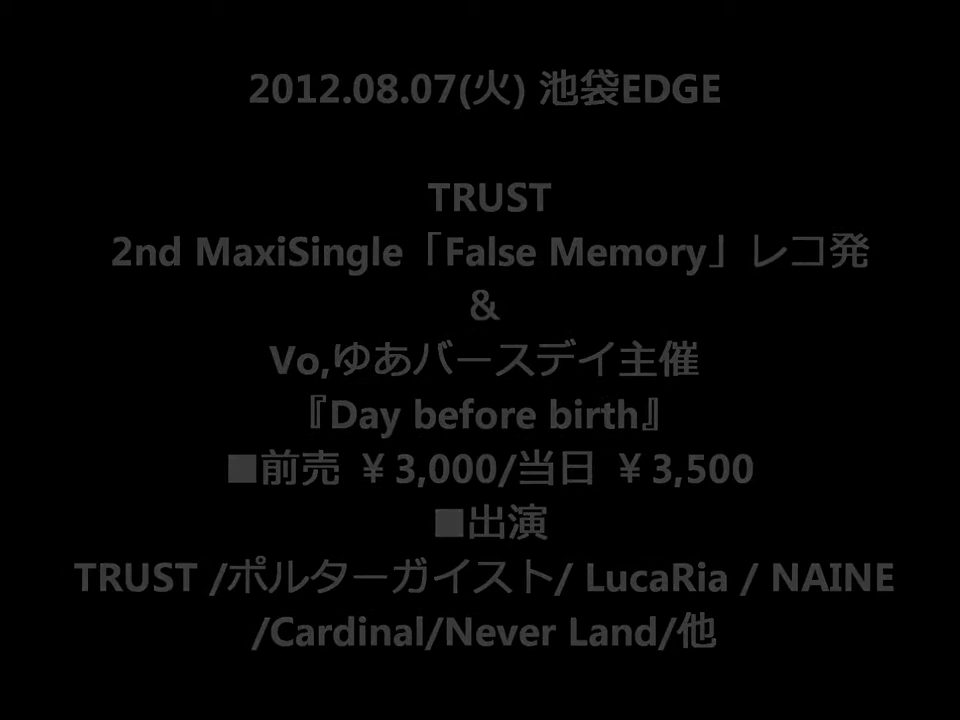 2012.08.07(火) 池袋EDGE
TRUST
2nd MaxiSingle「False Memory」レコ発
&
Vo,ゆあバースデイ主催
『Day before birth』
■前売 ￥3,000/当日 ￥3,500
■出演
TRUST /ポルターガイスト/ LucaRia / NAINE
/Cardinal/Never Land/他